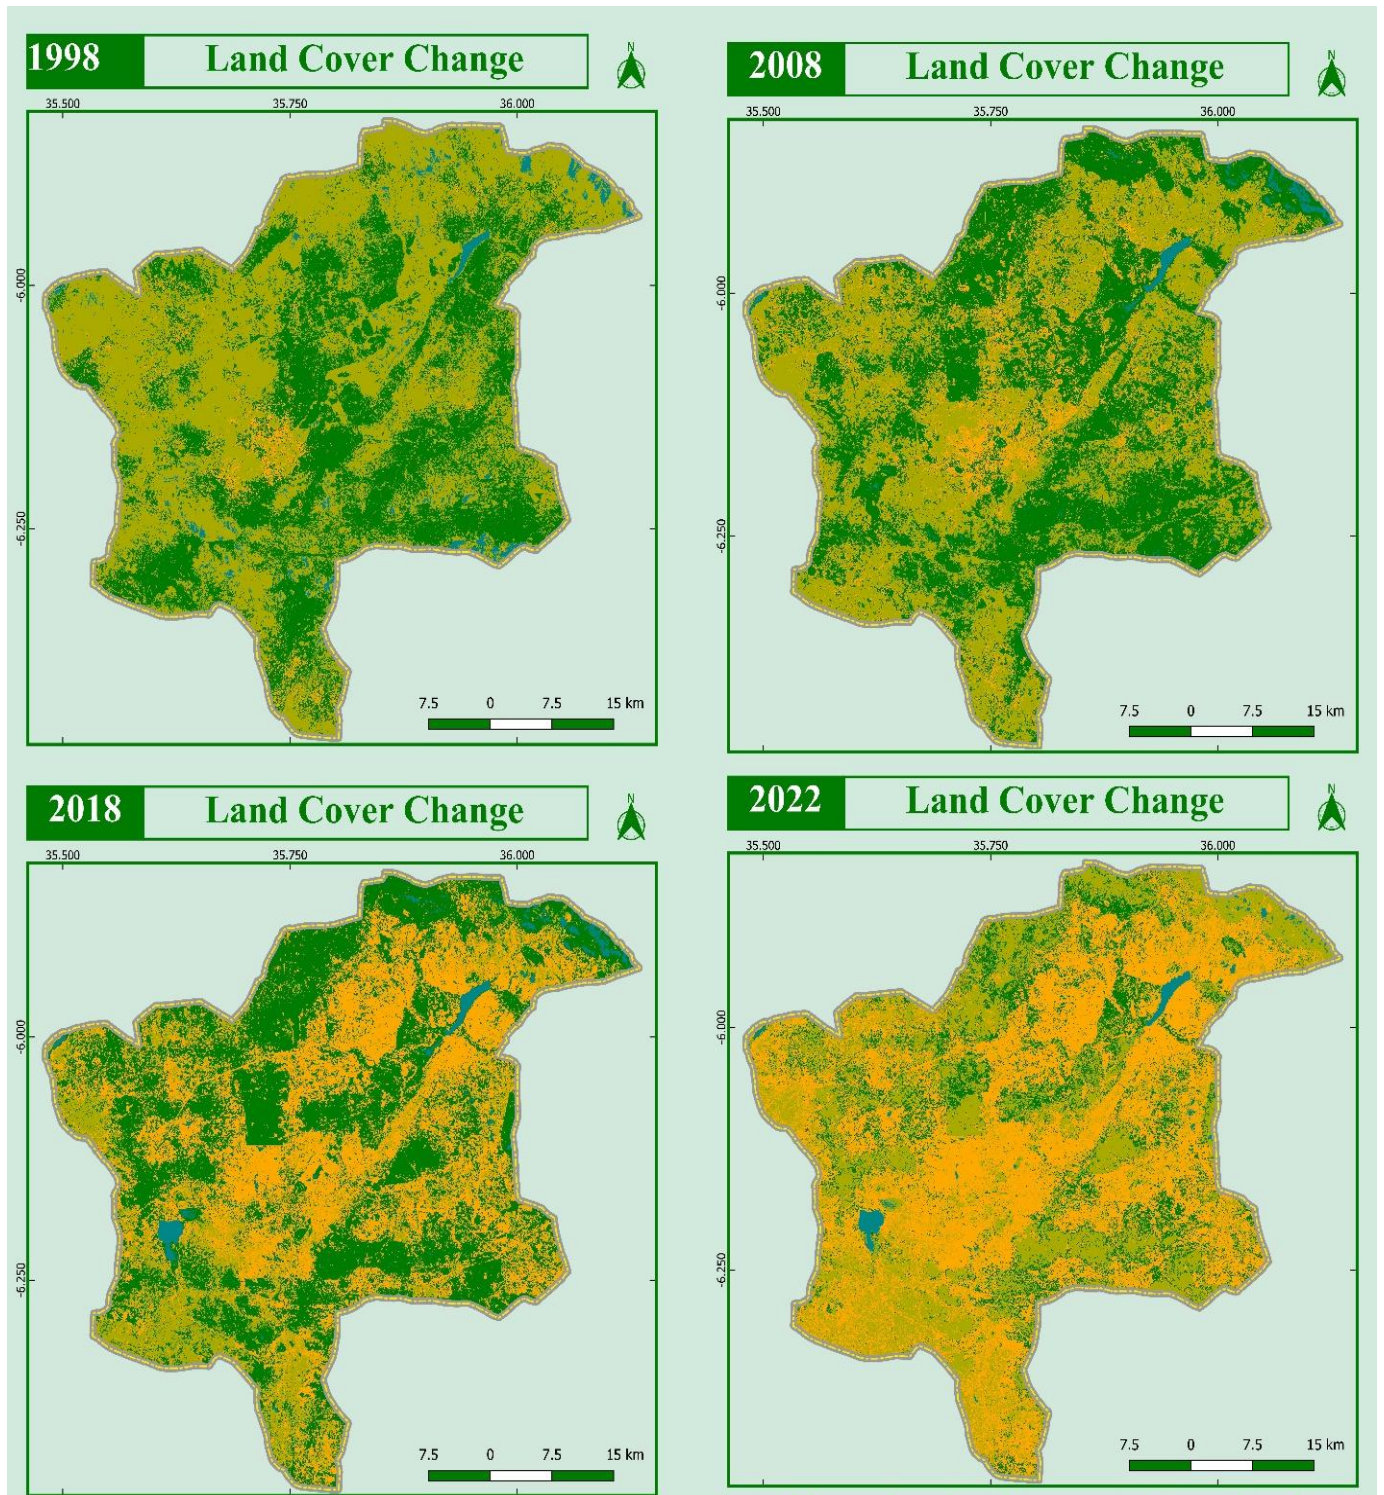 1998 Land Cover Change N
35.500 35.750 36.000
-6.000
-6.250
7.5 0 7.5 15 km
2008 Land Cover Change N
35.500 35.750 36.000
-6.000
-6.250
7.5 0 7.5 15 km
2018 Land Cover Change N
35.500 35.750 36.000
-6.000
-6.250
7.5 0 7.5 15 km
2022 Land Cover Change N
35.500 35.750 36.000
-6.000
-6.250
7.5 0 7.5 15 km